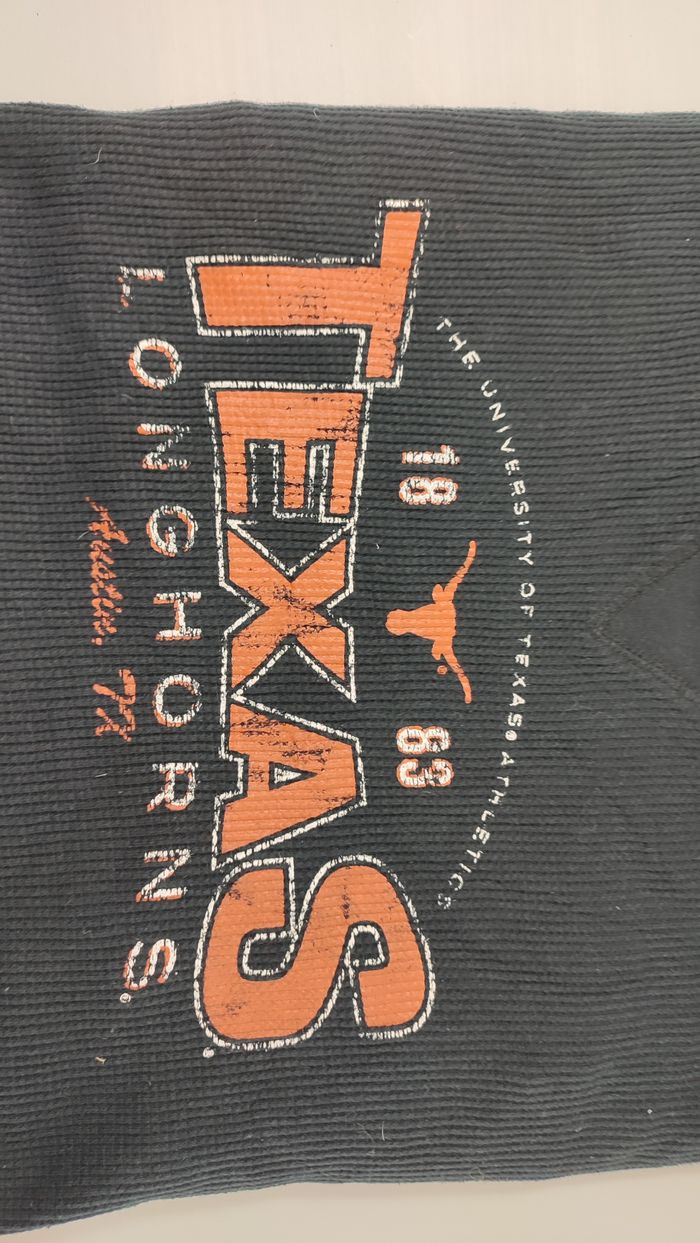 THE UNIVERSITY OF TEXAS. ATHLETICS
18 83
TEXAS
LONGHORNS
Austin, TX